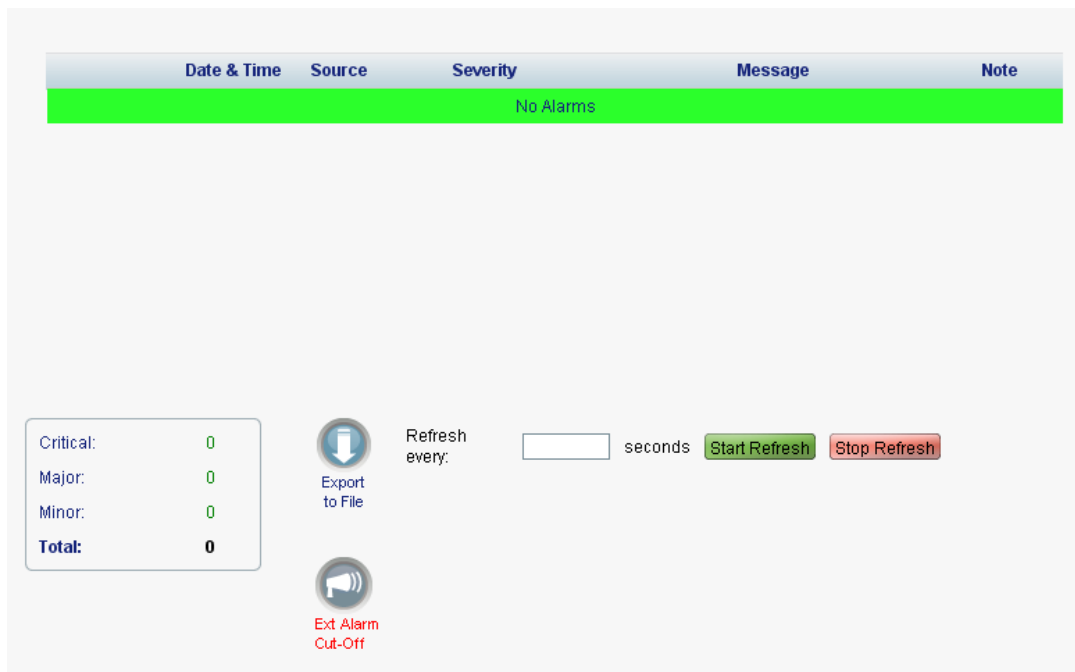 Date & Time Source Severity Message Note
No Alarms
Critical: 0
Major: 0
Minor: 0
Total: 0
Export
to File
Ext Alarm
Cut-Off
Refresh
every:
seconds Start Refresh Stop Refresh